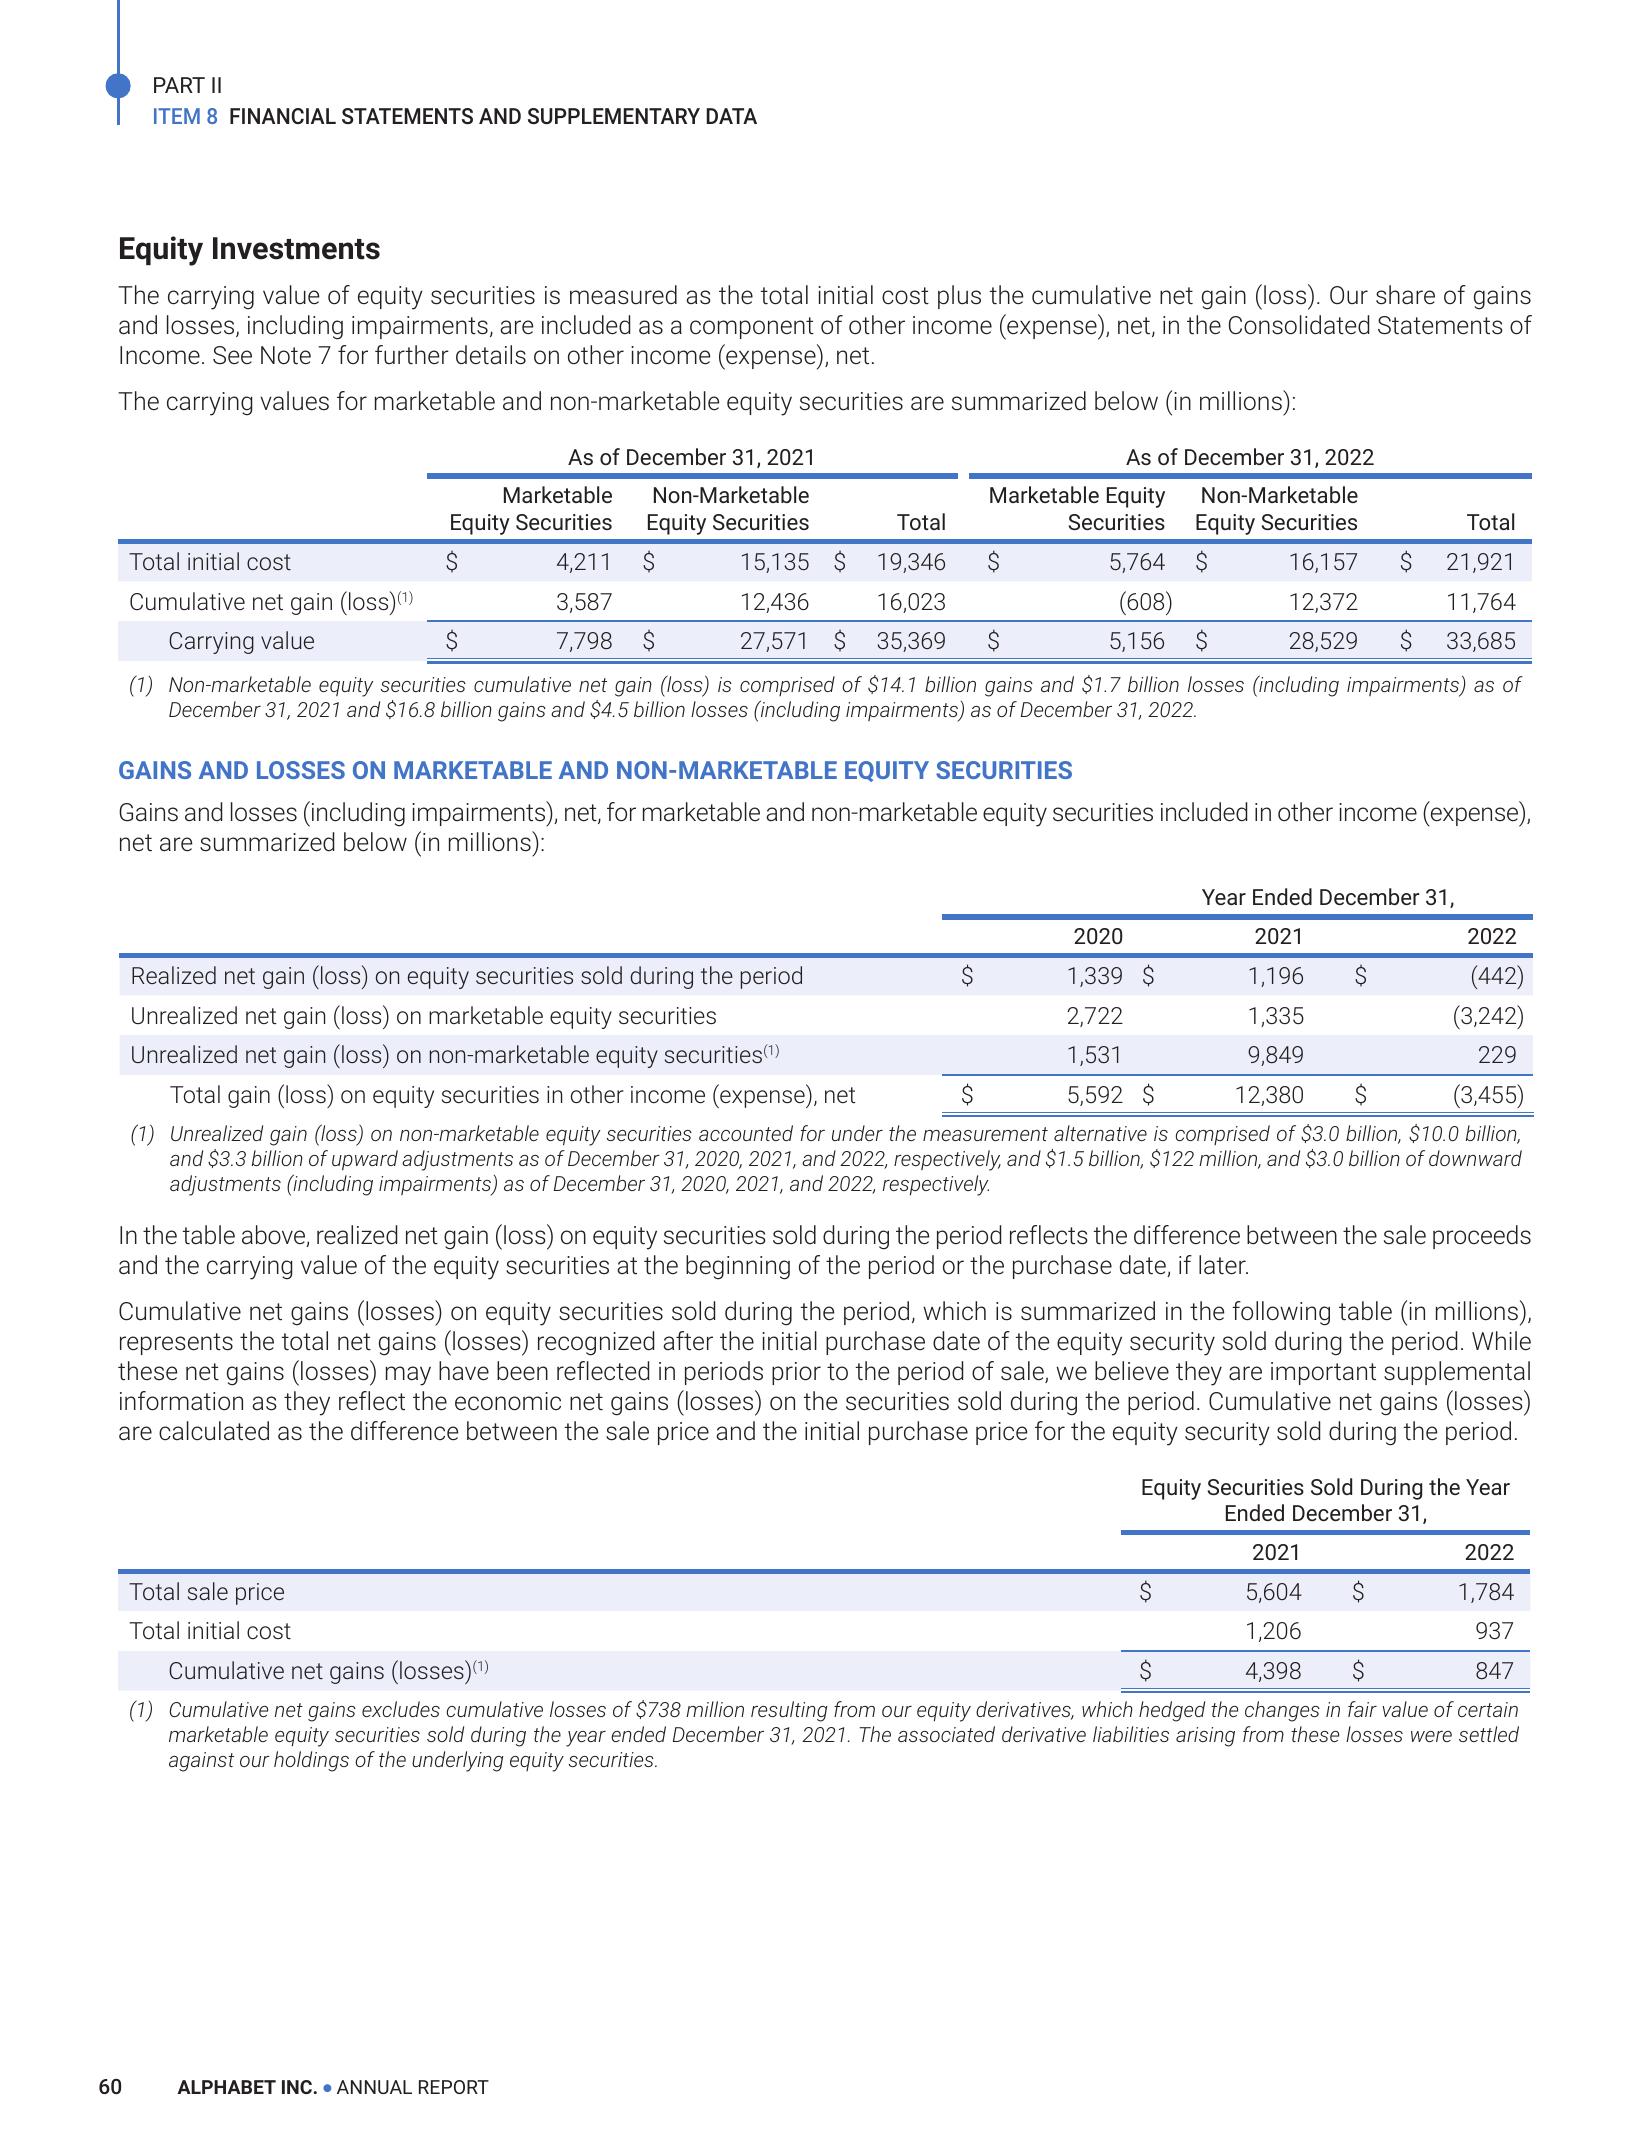 PART II
ITEM 8 FINANCIAL STATEMENTS AND SUPPLEMENTARY DATA
Equity Investments
The carrying value of equity securities is measured as the total initial cost plus the cumulative net gain (loss). Our share of gains
and losses, including impairments, are included as a component of other income (expense), net, in the Consolidated Statements of
Income. See Note 7 for further details on other income (expense), net.
The carrying values for marketable and non-marketable equity securities are summarized below (in millions):
As of December 31, 2021 As of December 31, 2022
Marketable Non-Marketable Marketable Equity Non-Marketable
Equity Securities Equity Securities Total Securities Equity Securities Total
Total initial cost $ 4,211 $ 15,135 $ 19,346 $ 5,764 $ 16,157 $ 21,921
Cumulative net gain (loss)(1) 3,587 12,436 16,023 (608) 12,372 11,764
Carrying value $ 7,798 $ 27,571 $ 35,369 $ 5,156 $ 28,529 $ 33,685
(1) Non-marketable equity securities cumulative net gain (loss) is comprised of $14.1 billion gains and $1.7 billion losses (including impairments) as of
December 31, 2021 and $16.8 billion gains and $4.5 billion losses (including impairments) as of December 31, 2022.
GAINS AND LOSSES ON MARKETABLE AND NON-MARKETABLE EQUITY SECURITIES
Gains and losses (including impairments), net, for marketable and non-marketable equity securities included in other income (expense),
net are summarized below (in millions):
Year Ended December 31,
2020 2021 2022
Realized net gain (loss) on equity securities sold during the period $ 1,339 $ 1,196 $ (442)
Unrealized net gain (loss) on marketable equity securities 2,722 1,335 (3,242)
Unrealized net gain (loss) on non-marketable equity securities(1) 1,531 9,849 229
Total gain (loss) on equity securities in other income (expense), net $ 5,592 $ 12,380 $ (3,455)
(1) Unrealized gain (loss) on non-marketable equity securities accounted for under the measurement alternative is comprised of $3.0 billion, $10.0 billion,
and $3.3 billion of upward adjustments as of December 31, 2020, 2021, and 2022, respectively, and $1.5 billion, $122 million, and $3.0 billion of downward
adjustments (including impairments) as of December 31, 2020, 2021, and 2022, respectively.
In the table above, realized net gain (loss) on equity securities sold during the period reflects the difference between the sale proceeds
and the carrying value of the equity securities at the beginning of the period or the purchase date, if later.
Cumulative net gains (losses) on equity securities sold during the period, which is summarized in the following table (in millions),
represents the total net gains (losses) recognized after the initial purchase date of the equity security sold during the period. While
these net gains (losses) may have been reflected in periods prior to the period of sale, we believe they are important supplemental
information as they reflect the economic net gains (losses) on the securities sold during the period. Cumulative net gains (losses)
are calculated as the difference between the sale price and the initial purchase price for the equity security sold during the period.
Equity Securities Sold During the Year
Ended December 31,
2021 2022
Total sale price $ 5,604 $ 1,784
Total initial cost 1,206 937
Cumulative net gains (losses)(1) $ 4,398 $ 847
(1) Cumulative net gains excludes cumulative losses of $738 million resulting from our equity derivatives, which hedged the changes in fair value of certain
marketable equity securities sold during the year ended December 31, 2021. The associated derivative liabilities arising from these losses were settled
against our holdings of the underlying equity securities.
60 ALPHABET INC. • ANNUAL REPORT